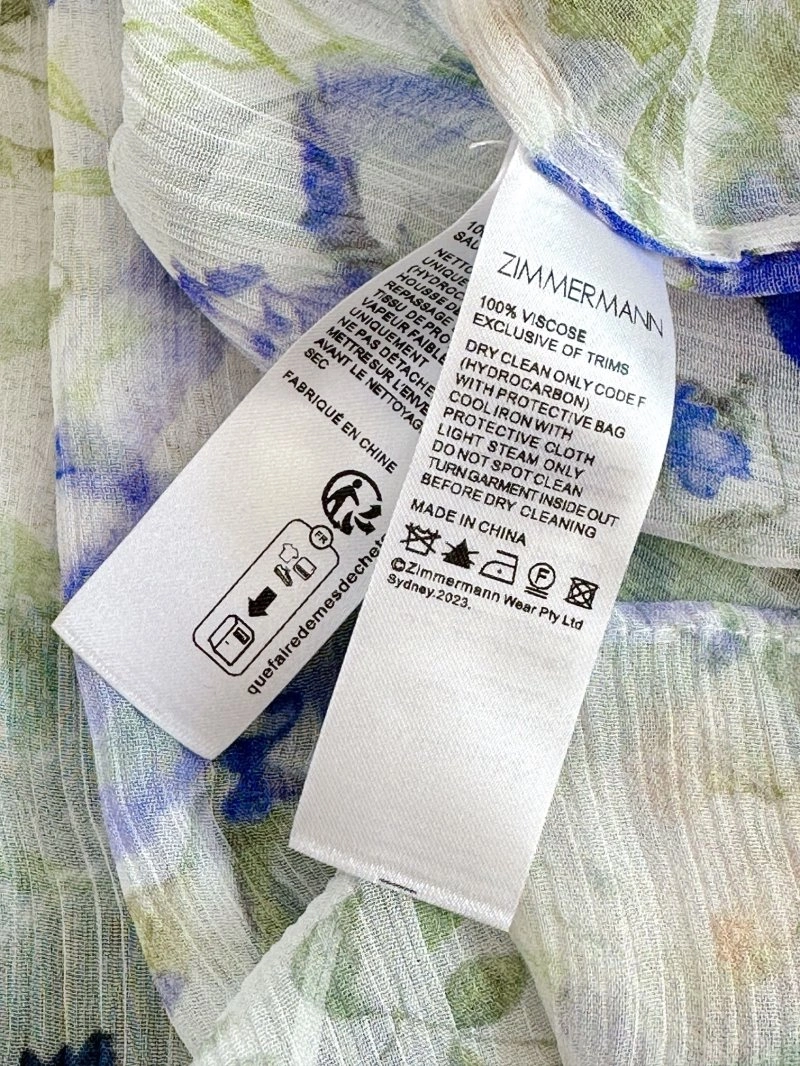 ZIMMERMANN
100% VISCOSE
EXCLUSIVE OF TRIMS
DRY CLEAN ONLY CODE F
(HYDROCARBON)
WITH PROTECTIVE BAG
COOL IRON WITH
PROTECTIVE CLOTH
LIGHT STEAM ONLY
DO NOT SPOT CLEAN
TURN GARMENT INSIDE OUT
BEFORE DRY CLEANING
MADE IN CHINA
F
©Zimmermann Wear Pty Ltd
Sydney.2023.
UNIQUE
(HYDROC
HOUSSE D
REPASSAGE
TISSU DE PRO
VAPEUR FAIBLE
UNIQUEMENT
NE PAS DÉTACHE
METTRE SUR L'ENVE
AVANT LE NETTOYAG
SEC
FABRIQUÉ EN CHINE
FR
quefairedemesdechets